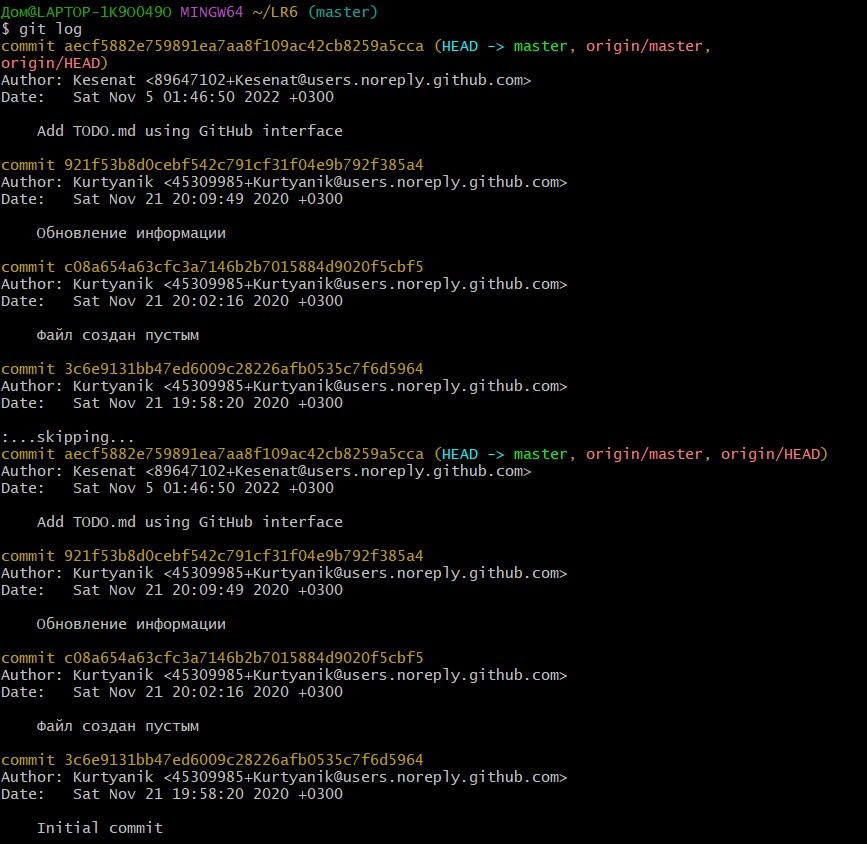 Дом@LAPTOP-1K9O049O MINGW64 ~/LR6 (master)
$ git log
commit aecf5882e759891ea7aa8f109ac42cb8259a5cca (HEAD -> master, origin/master,
origin/HEAD)
Author: Kesenat <89647102+Kesenat@users.noreply.github.com>
Date:   Sat Nov 5 01:46:50 2022 +0300

    Add TODO.md using GitHub interface

commit 921f53b8d0cebf542c791cf31f04e9b792f385a4
Author: Kurtyanik <45309985+Kurtyanik@users.noreply.github.com>
Date:   Sat Nov 21 20:09:49 2020 +0300

    Обновление информации

commit c08a654a63cfc3a7146b2b7015884d9020f5cbf5
Author: Kurtyanik <45309985+Kurtyanik@users.noreply.github.com>
Date:   Sat Nov 21 20:02:16 2020 +0300

    Файл создан пустым

commit 3c6e9131bb47ed6009c28226afb0535c7f6d5964
Author: Kurtyanik <45309985+Kurtyanik@users.noreply.github.com>
Date:   Sat Nov 21 19:58:20 2020 +0300

:...skipping...
commit aecf5882e759891ea7aa8f109ac42cb8259a5cca (HEAD -> master, origin/master, origin/HEAD)
Author: Kesenat <89647102+Kesenat@users.noreply.github.com>
Date:   Sat Nov 5 01:46:50 2022 +0300

    Add TODO.md using GitHub interface

commit 921f53b8d0cebf542c791cf31f04e9b792f385a4
Author: Kurtyanik <45309985+Kurtyanik@users.noreply.github.com>
Date:   Sat Nov 21 20:09:49 2020 +0300

    Обновление информации

commit c08a654a63cfc3a7146b2b7015884d9020f5cbf5
Author: Kurtyanik <45309985+Kurtyanik@users.noreply.github.com>
Date:   Sat Nov 21 20:02:16 2020 +0300

    Файл создан пустым

commit 3c6e9131bb47ed6009c28226afb0535c7f6d5964
Author: Kurtyanik <45309985+Kurtyanik@users.noreply.github.com>
Date:   Sat Nov 21 19:58:20 2020 +0300

    Initial commit